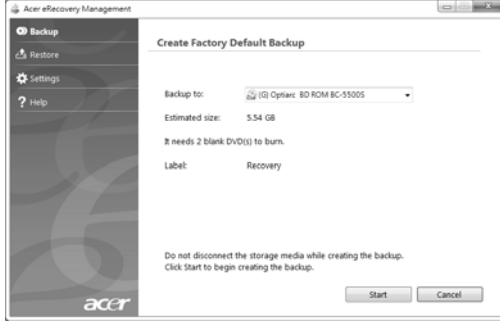 Acer eRecovery Management
Backup
Restore
Settings
? Help
Create Factory Default Backup
Backup to: (G) Optiarc BD ROM BC-5500S
Estimated size: 5.54 GB
It needs 2 blank DVD(s) to burn.
Label: Recovery
Do not disconnect the storage media while creating the backup.
Click Start to begin creating the backup.
Start Cancel
acer